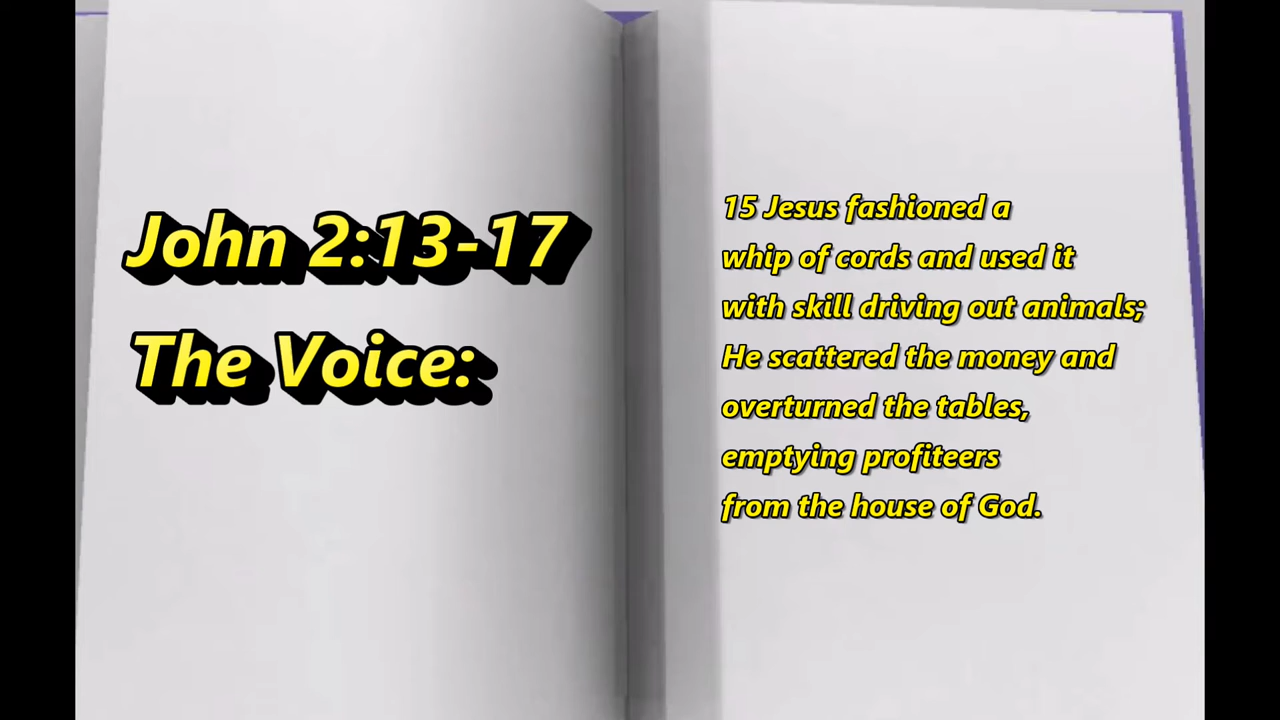 John 2:13-17
The Voice:
15 Jesus fashioned a
whip of cords and used it
with skill driving out animals;
He scattered the money and
overturned the tables,
emptying profiteers
from the house of God.